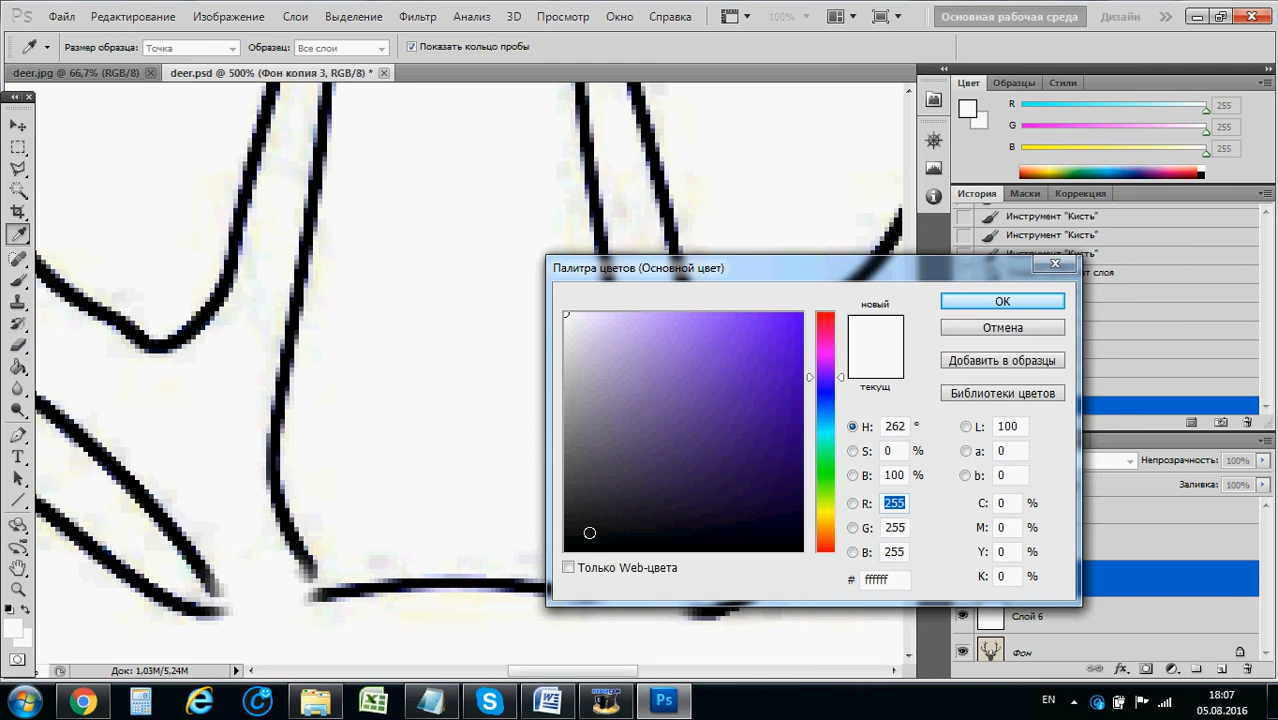 Ps Файл Редактирование Изображение Слои Выделение Фильтр Анализ 3D Просмотр Окно Справка 100% Основная рабочая среда Дизайн
Размер образца: Точка Образец: Все слои Показать кольцо пробы
deer.jpg @ 66,7% (RGB/8) deer.psd @ 500% (Фон копия 3, RGB/8) *
Цвет Образцы Стили
R 255
G 255
B 255
История Маски Коррекция
Инструмент "Кисть"
Инструмент "Кисть"
Инструмент "Кисть"
ат слоя
Палитра цветов (Основной цвет)
новый
текущ
OK
Отмена
Добавить в образцы
Библиотеки цветов
H: 262 ° L: 100
S: 0 % a: 0
B: 100 % b: 0
R: 255 C: 0 %
G: 255 M: 0 %
B: 255 Y: 0 %
# ffffff K: 0 %
Только Web-цвета
Непрозрачность: 100%
Заливка: 100%
Слой 6
Фон
fx
Док: 1,03M/5,24M
EN 18:07
05.08.2016